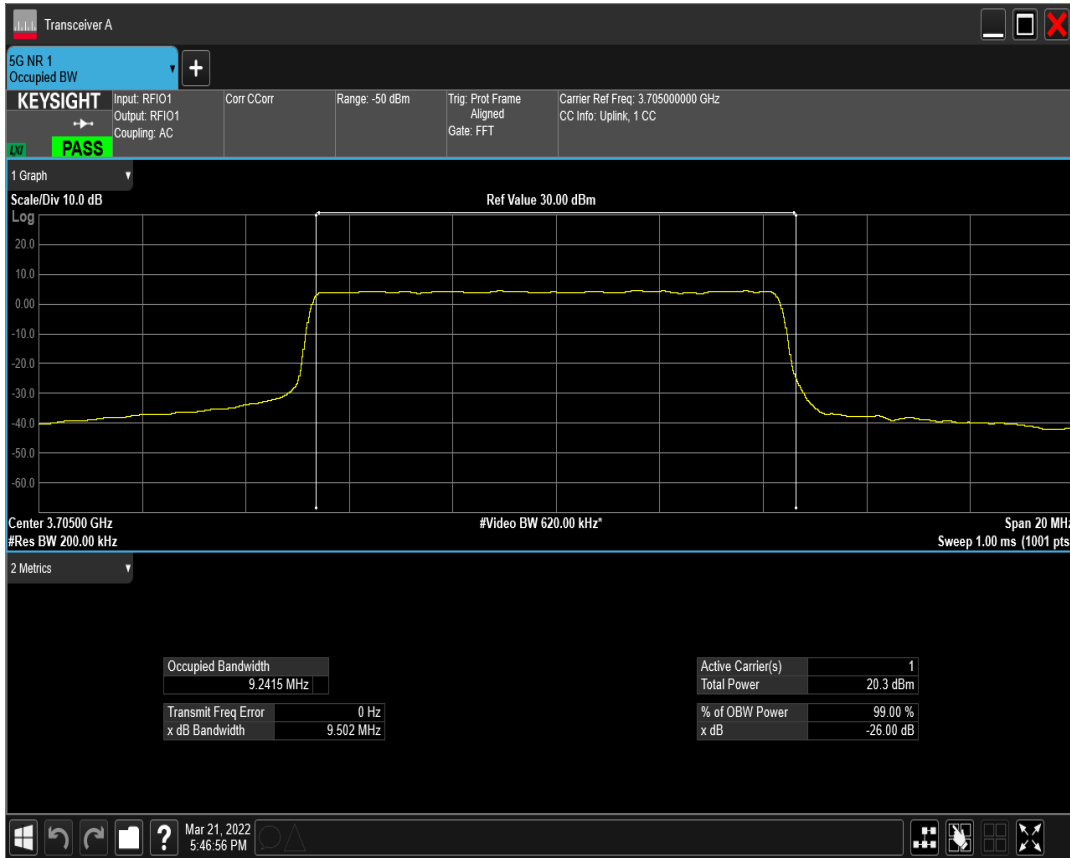 Transceiver A
5G NR 1
Occupied BW
KEYSIGHT
Input: RFIO1
Output: RFIO1
Coupling: AC
Corr CCorr
Range: -50 dBm
Trig: Prot Frame
Aligned
Gate: FFT
Carrier Ref Freq: 3.705000000 GHz
CC Info: Uplink, 1 CC
LXI
PASS
1 Graph
Scale/Div 10.0 dB
Ref Value 30.00 dBm
Log
20.0
10.0
0.00
-10.0
-20.0
-30.0
-40.0
-50.0
-60.0
Center 3.70500 GHz
#Video BW 620.00 kHz*
Span 20 MHz
#Res BW 200.00 kHz
Sweep 1.00 ms (1001 pts
2 Metrics
Occupied Bandwidth
9.2415 MHz
Transmit Freq Error 0 Hz
x dB Bandwidth 9.502 MHz
Active Carrier(s) 1
Total Power 20.3 dBm
% of OBW Power 99.00 %
x dB -26.00 dB
?
Mar 21, 2022
5:46:56 PM